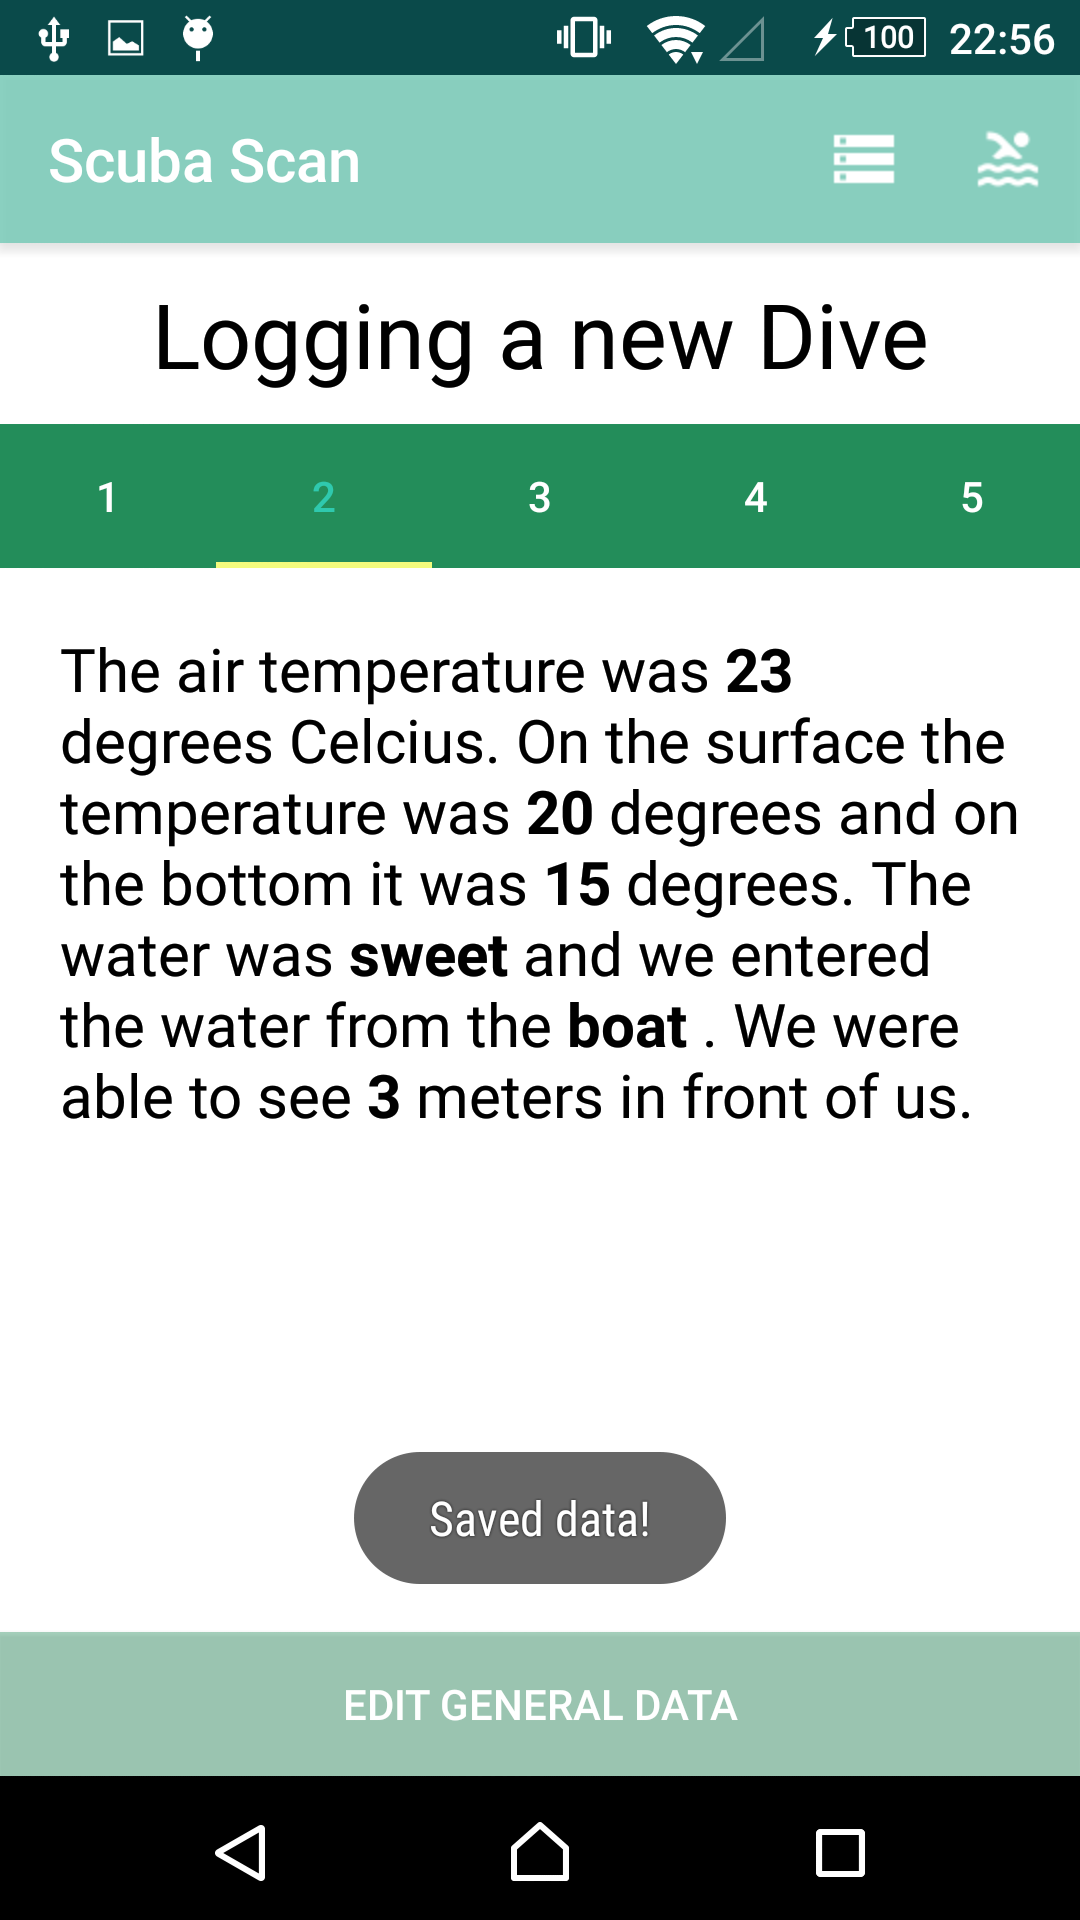 100 22:56
Scuba Scan
Logging a new Dive
1 2 3 4 5
The air temperature was 23
degrees Celcius. On the surface the
temperature was 20 degrees and on
the bottom it was 15 degrees. The
water was sweet and we entered
the water from the boat . We were
able to see 3 meters in front of us.
Saved data!
EDIT GENERAL DATA